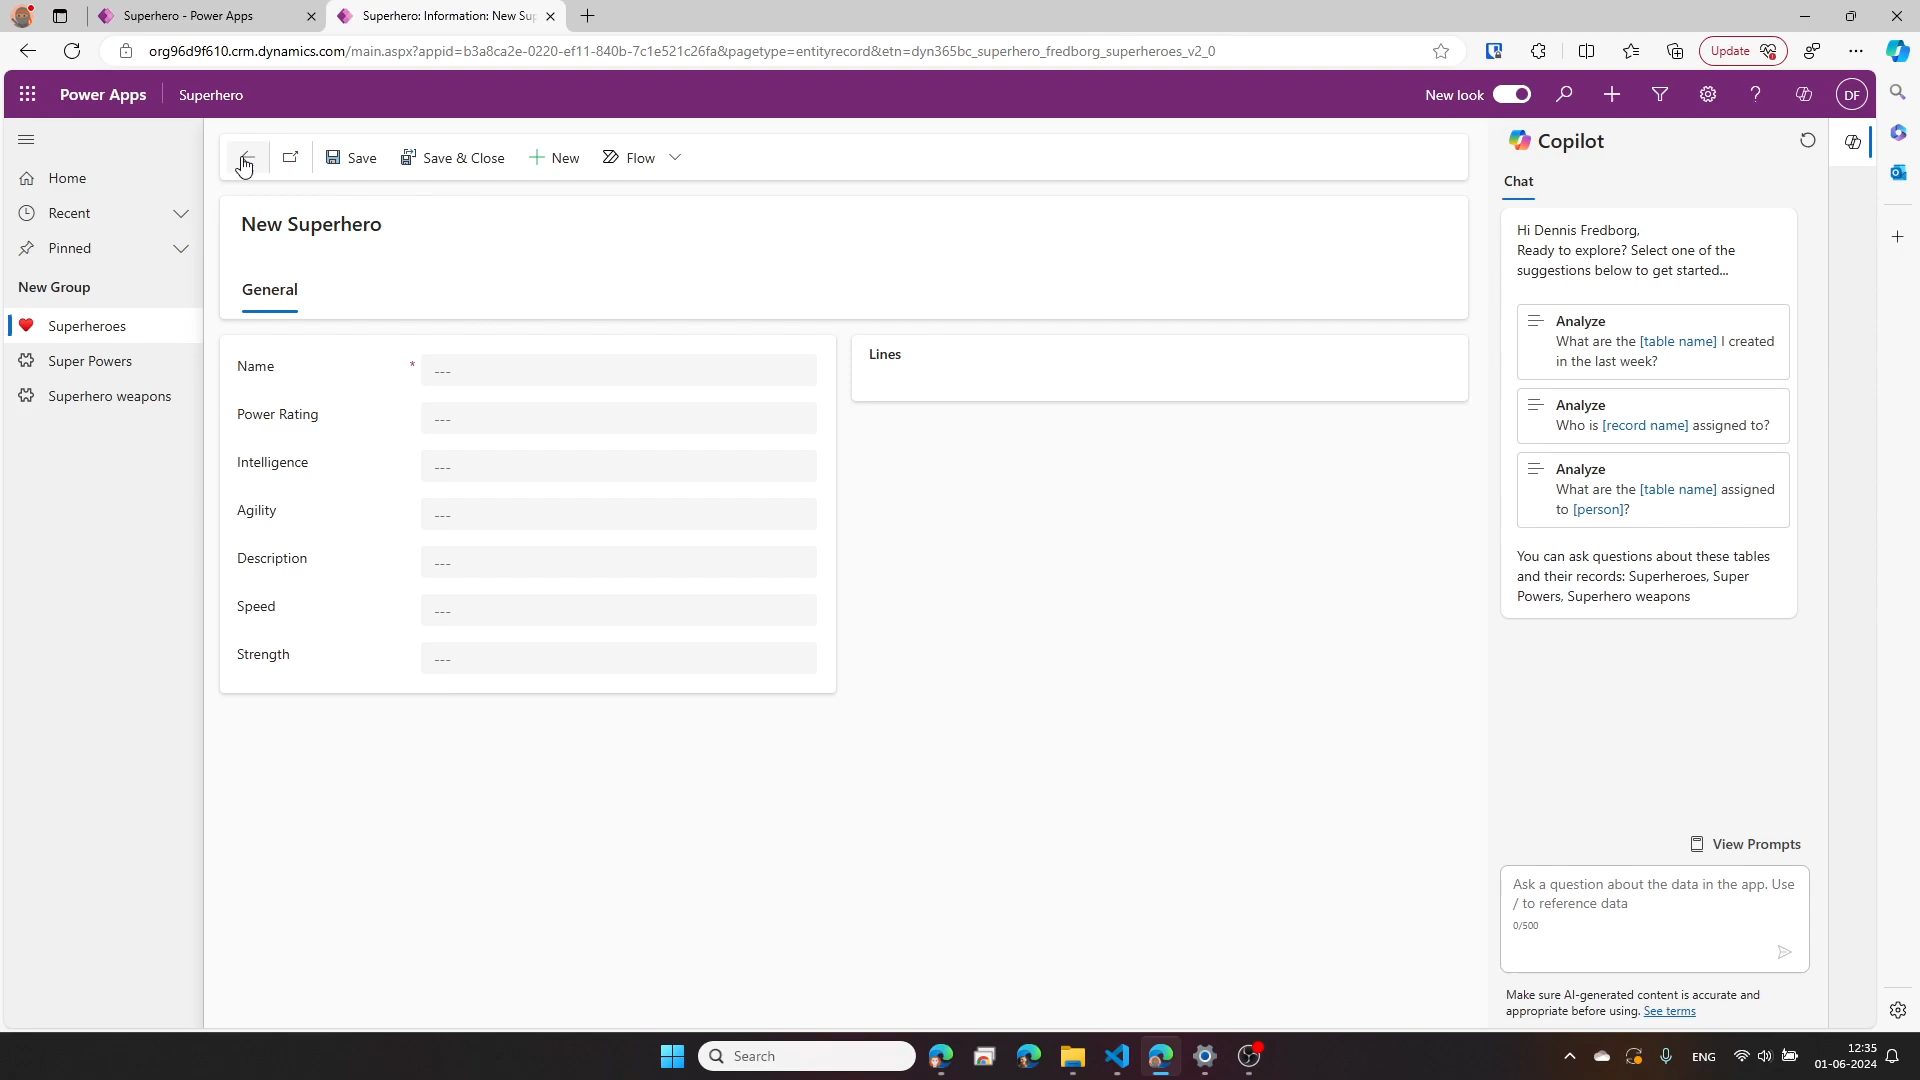 Superhero - Power Apps
Superhero: Information: New Sup
org96d9f610.crm.dynamics.com/main.aspx?appid=b3a8ca2e-0220-ef11-840b-7c1e521c26fa&pagetype=entityrecord&etn=dyn365bc_superhero_fredborg_superheroes_v2_0
Update
Power Apps
Superhero
New look
DF
Home
Recent
Pinned
New Group
Superheroes
Super Powers
Superhero weapons
Save
Save & Close
New
Flow
New Superhero
General
Name *
---
Power Rating
---
Intelligence
---
Agility
---
Description
---
Speed
---
Strength
---
Lines
Copilot
Chat
Hi Dennis Fredborg,
Ready to explore? Select one of the
suggestions below to get started...
Analyze
What are the [table name] I created
in the last week?
Analyze
Who is [record name] assigned to?
Analyze
What are the [table name] assigned
to [person]?
You can ask questions about these tables
and their records: Superheroes, Super
Powers, Superhero weapons
View Prompts
Ask a question about the data in the app. Use
/ to reference data
0/500
Make sure AI-generated content is accurate and
appropriate before using. See terms
Search
ENG
12:35
01-06-2024